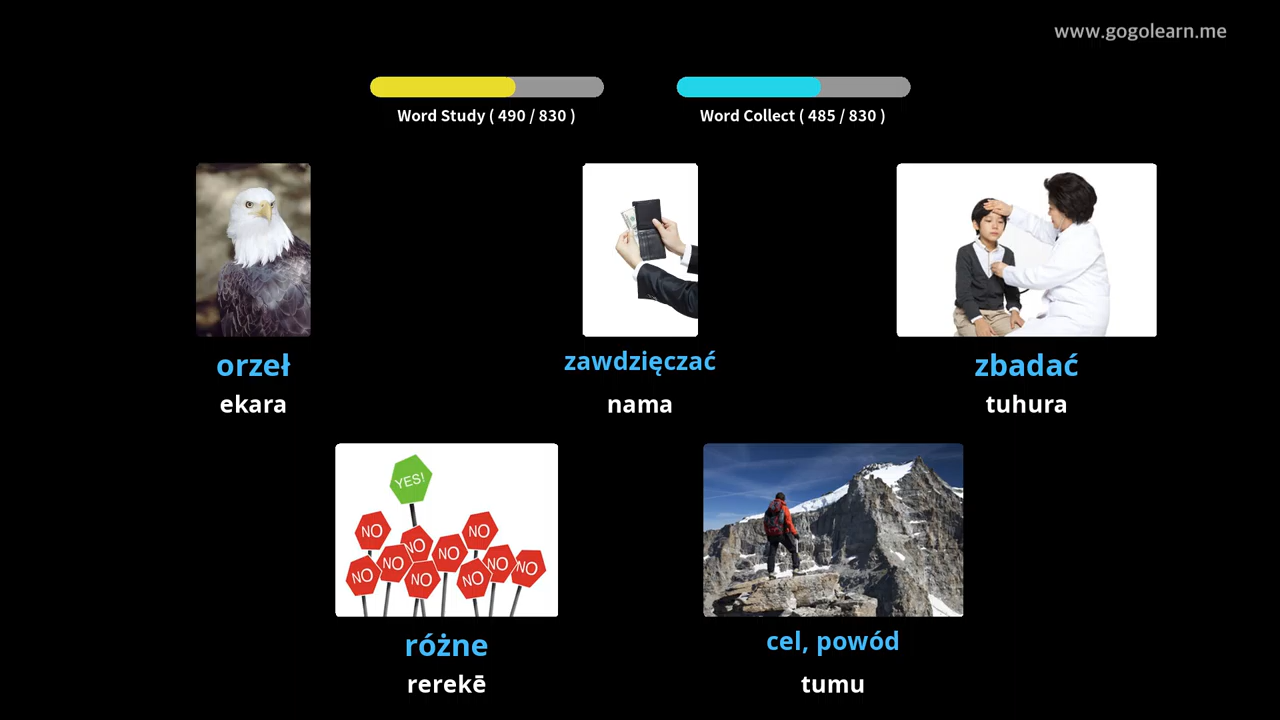 www.gogolearn.me
Word Study ( 490 / 830 )
Word Collect ( 485 / 830 )
orzeł
ekara
zawdzięczać
nama
zbadać
tuhura
YES!
NO
NO
NO
NO
NO
NO
NO
NO
NO
NO
różne
rerekē
cel, powód
tumu